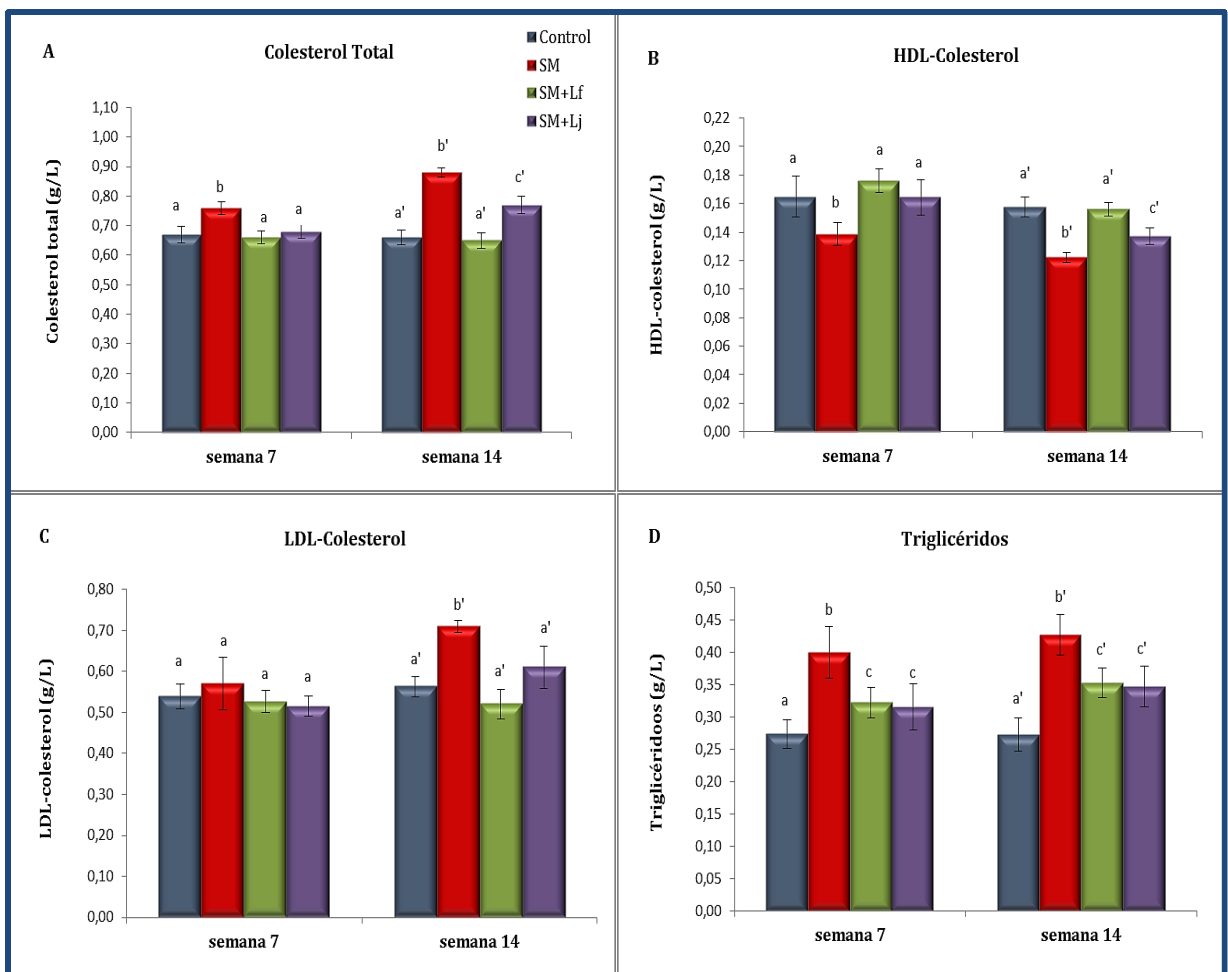 A
Colesterol Total
Control
SM
SM+Lf
SM+Lj
Colesterol total (g/L)
1,10
1,00
0,90
0,80
0,70
0,60
0,50
0,40
0,30
0,20
0,10
0,00
a
b
a
a
a'
b'
a'
c'
semana 7
semana 14
B
HDL-Colesterol
HDL-colesterol (g/L)
0,22
0,20
0,18
0,16
0,14
0,12
0,10
0,08
0,06
0,04
0,02
0,00
a
b
a
a
a'
b'
a'
c'
semana 7
semana 14
C
LDL-Colesterol
LDL-colesterol (g/L)
0,80
0,70
0,60
0,50
0,40
0,30
0,20
0,10
0,00
a
a
a
a
a'
b'
a'
a'
semana 7
semana 14
D
Triglicéridos
Triglicéridoos (g/L)
0,50
0,45
0,40
0,35
0,30
0,25
0,20
0,15
0,10
0,05
0,00
a
b
c
c
a'
b'
c'
c'
semana 7
semana 14